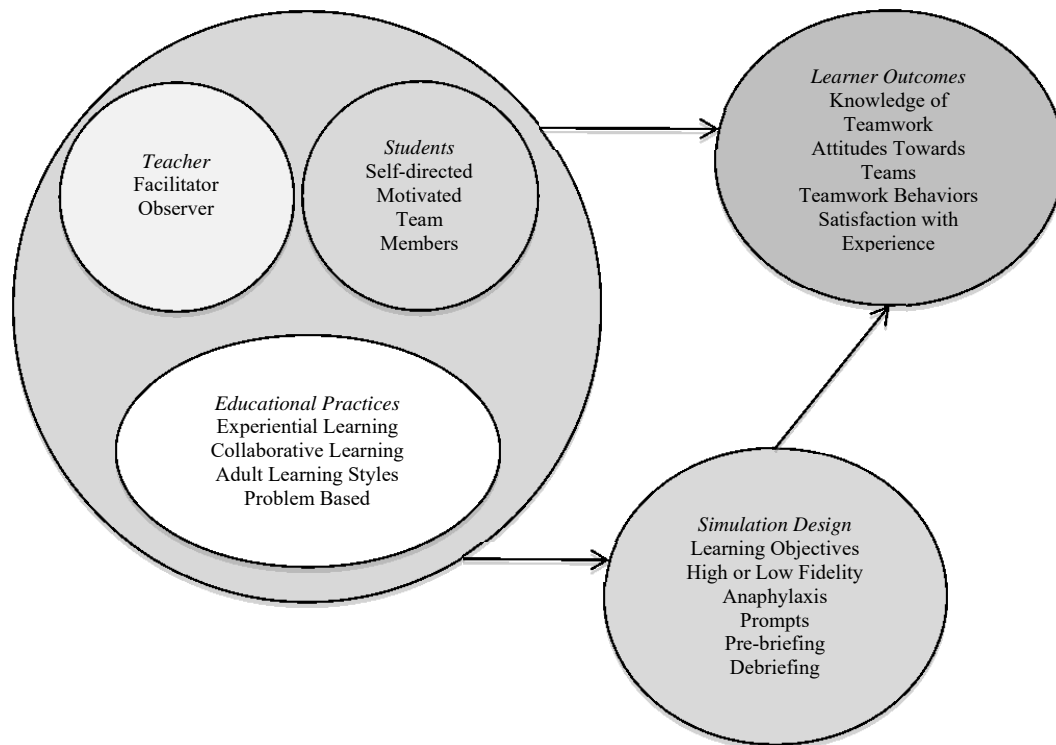 Teacher
Facilitator
Observer
Students
Self-directed
Motivated
Team
Members
Educational Practices
Experiential Learning
Collaborative Learning
Adult Learning Styles
Problem Based
Learner Outcomes
Knowledge of
Teamwork
Attitudes Towards
Teams
Teamwork Behaviors
Satisfaction with
Experience
Simulation Design
Learning Objectives
High or Low Fidelity
Anaphylaxis
Prompts
Pre-briefing
Debriefing